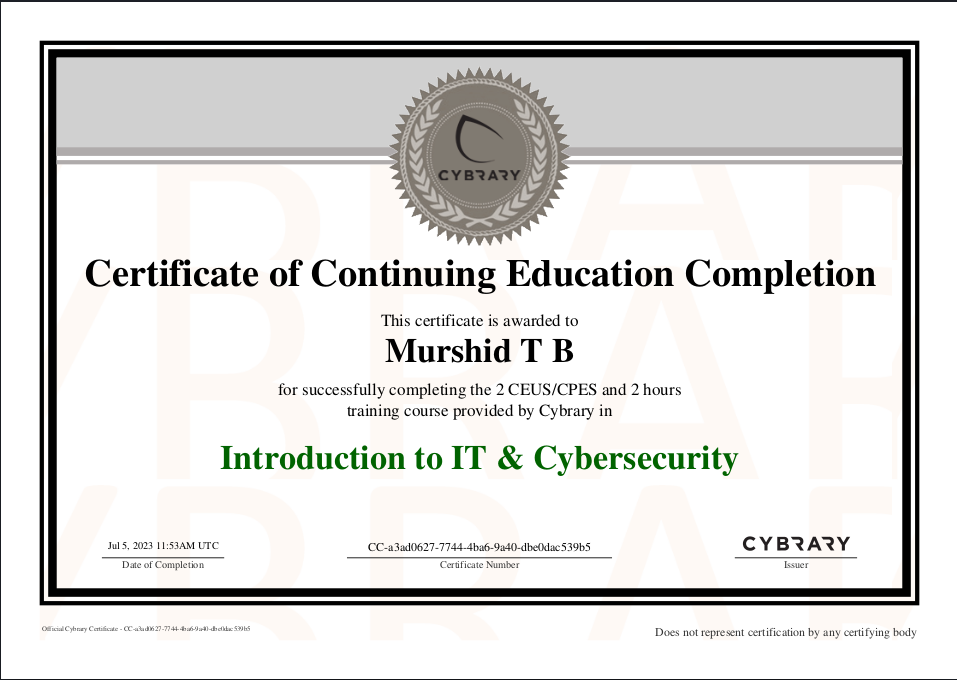 CYBRARY
Certificate of Continuing Education Completion
This certificate is awarded to
Murshid T B
for successfully completing the 2 CEUS/CPES and 2 hours
training course provided by Cybrary in
Introduction to IT & Cybersecurity
Jul 5, 2023 11:53AM UTC
Date of Completion
CC-a3ad0627-7744-4ba6-9a40-dbe0dac539b5
Certificate Number
CYBRARY
Issuer
Official Cybrary Certificate - CC-a3ad0627-7744-4ba6-9a40-dbe0dac539b5
Does not represent certification by any certifying body